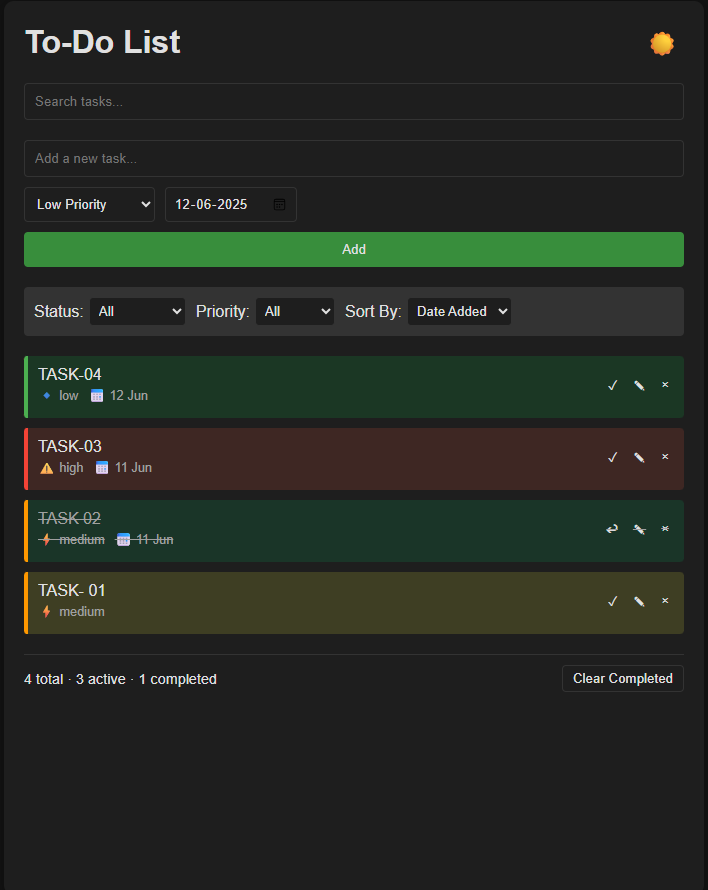 To-Do List
Search tasks...
Add a new task...
Low Priority 12-06-2025
Add
Status: All Priority: All Sort By: Date Added
TASK-04
low 12 Jun
TASK-03
high 11 Jun
TASK-02
medium 11 Jun
TASK- 01
medium
4 total · 3 active · 1 completed Clear Completed